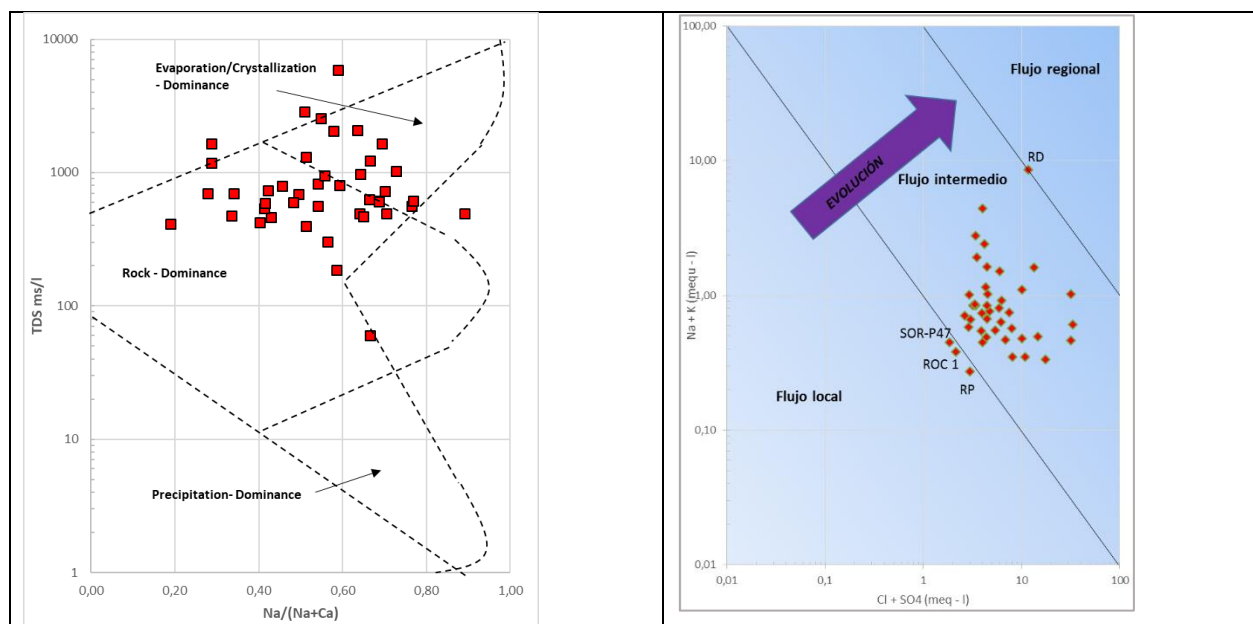 10000
1000
100
10
1
TDS ms/l
Evaporation/Crystallization
- Dominance
Rock - Dominance
Precipitation- Dominance
0,00 0,20 0,40 0,60 0,80 1,00
Na/(Na+Ca)
100,00
10,00
1,00
0,10
0,01
Na + K (mequ - l)
Flujo regional
RD
EVOLUCIÓN
Flujo intermedio
SOR-P47
ROC 1
RP
Flujo local
0,01 0,1 1 10 100
Cl + SO4 (meq - l)